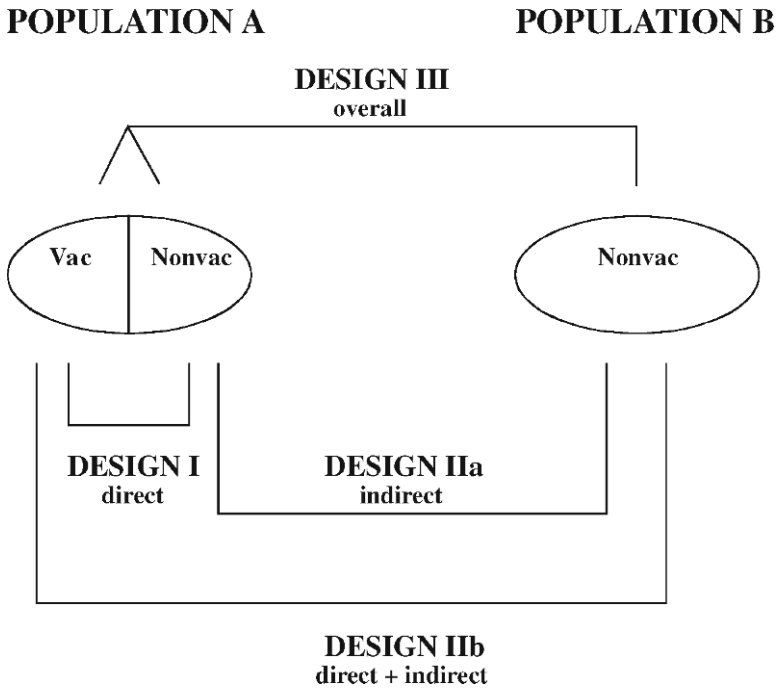 POPULATION A
POPULATION B
DESIGN III
overall
Vac
Nonvac
Nonvac
DESIGN I
direct
DESIGN IIa
indirect
DESIGN IIb
direct + indirect